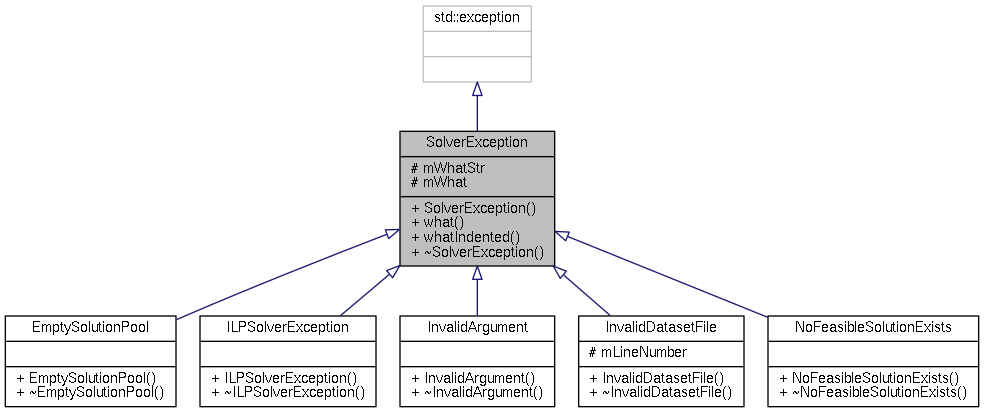 std::exception
SolverException
# mWhatStr
# mWhat
+ SolverException()
+ what()
+ whatIndented()
+ ~SolverException()
EmptySolutionPool
+ EmptySolutionPool()
+ ~EmptySolutionPool()
ILPSolverException
+ ILPSolverException()
+ ~ILPSolverException()
InvalidArgument
+ InvalidArgument()
+ ~InvalidArgument()
InvalidDatasetFile
# mLineNumber
+ InvalidDatasetFile()
+ ~InvalidDatasetFile()
NoFeasibleSolutionExists
+ NoFeasibleSolutionExists()
+ ~NoFeasibleSolutionExists()